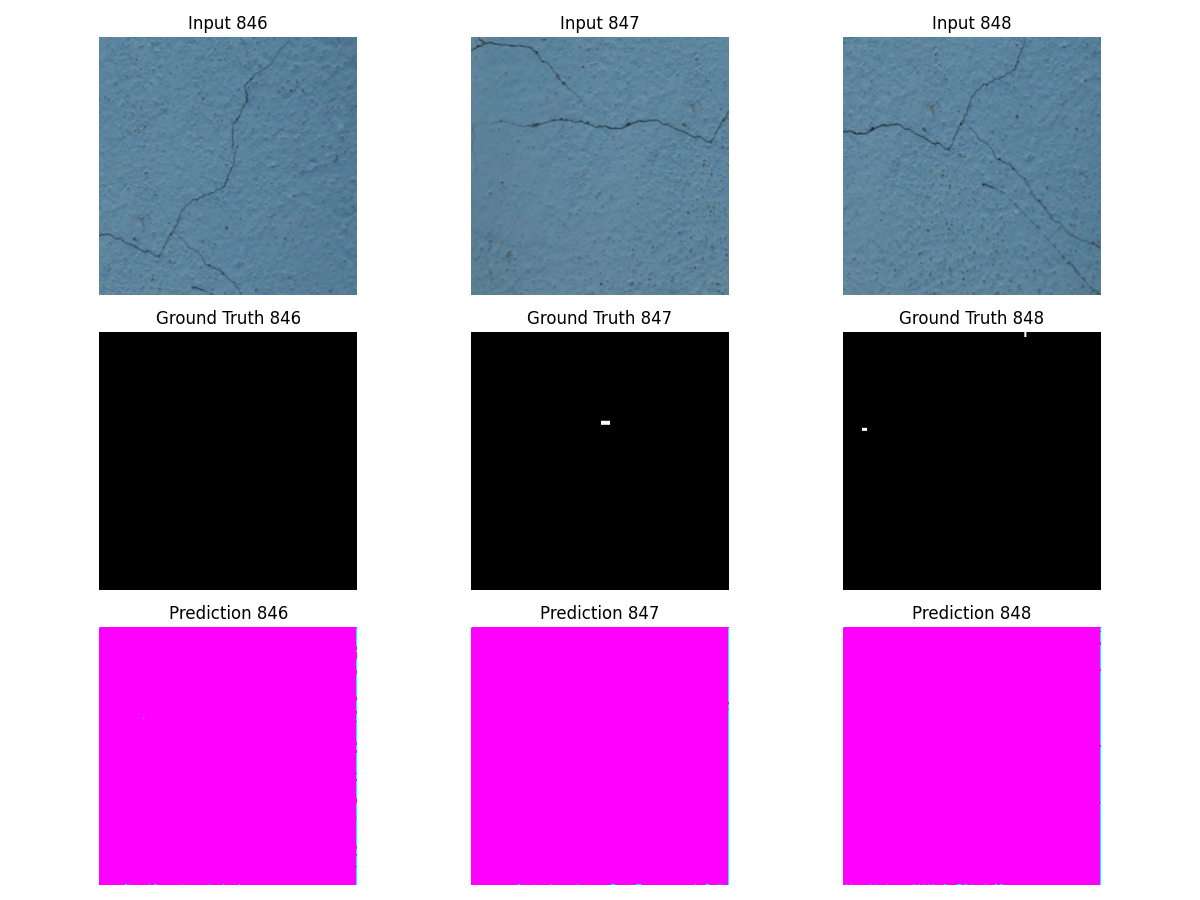 Input 846
Input 847
Input 848
Ground Truth 846
Ground Truth 847
Ground Truth 848
Prediction 846
Prediction 847
Prediction 848